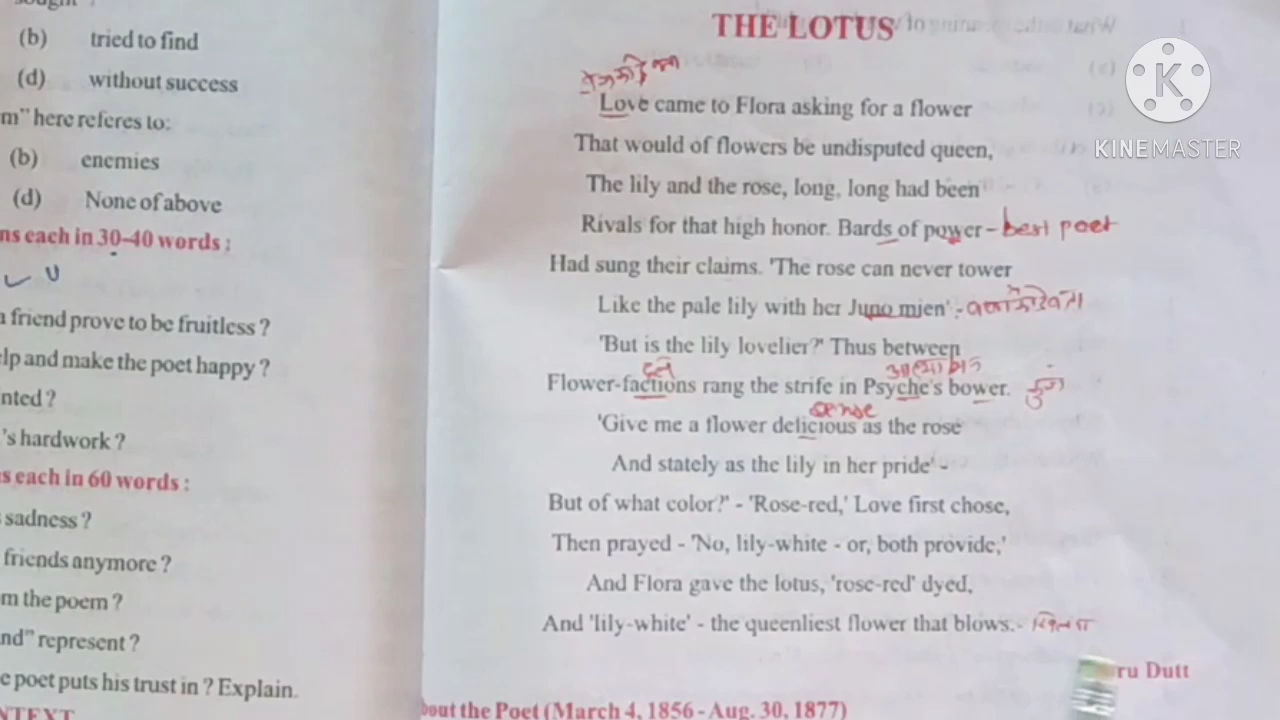 (b) tried to find
(d) without success
m" here referes to:
(b) enemies
(d) None of above
ns each in 30-40 words :
a friend prove to be fruitless ?
lp and make the poet happy ?
nted ?
's hardwork ?
s each in 60 words :
sadness ?
friends anymore ?
m the poem ?
nd" represent ?
e poet puts his trust in ? Explain.
NTEXT
THE LOTUS
Love came to Flora asking for a flower
That would of flowers be undisputed queen,
The lily and the rose, long, long had been
Rivals for that high honor. Bards of power - best poet
Had sung their claims. 'The rose can never tower
Like the pale lily with her Juno mien' -
'But is the lily lovelier?' Thus between
Flower-factions rang the strife in Psyche's bower.
sense
'Give me a flower delicious as the rose
And stately as the lily in her pride' -
But of what color?' - 'Rose-red,' Love first chose,
Then prayed - 'No, lily-white - or, both provide;'
And Flora gave the lotus, 'rose-red' dyed,
And 'lily-white' - the queenliest flower that blows.-
ru Dutt
bout the Poet (March 4, 1856 - Aug. 30, 1877)
K
KINEMASTER